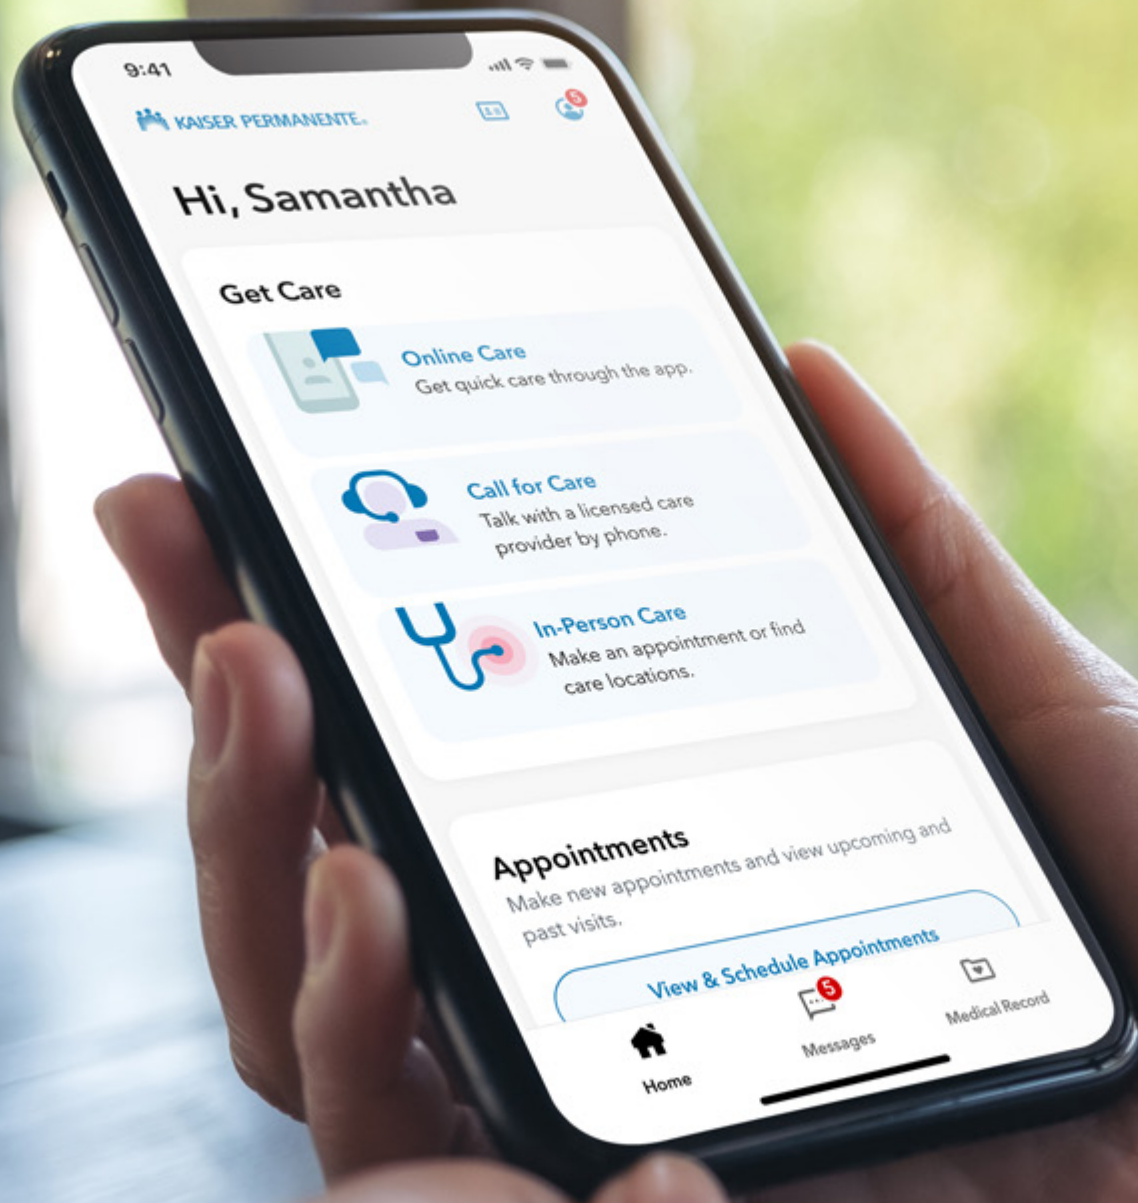 9:41
KAISER PERMANENTE®
5
Hi, Samantha
Get Care
Online Care
Get quick care through the app.
Call for Care
Talk with a licensed care
provider by phone.
In-Person Care
Make an appointment or find
care locations.
Appointments
Make new appointments and view upcoming and
past visits.
View & Schedule Appointments
5
Home
Messages
Medical Record